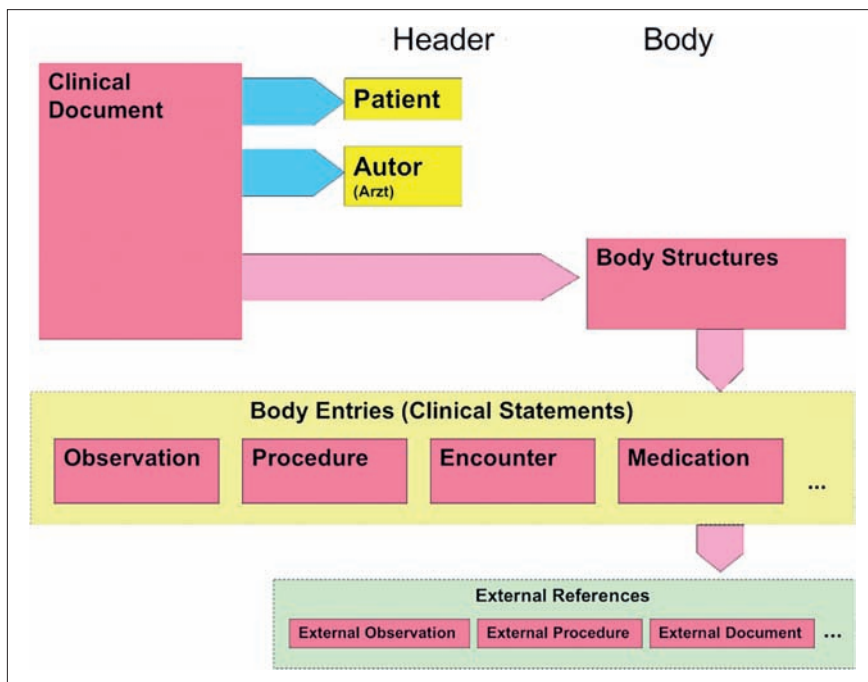 Header
Body
Clinical
Document
Patient
Autor
(Arzt)
Body Structures
Body Entries (Clinical Statements)
Observation
Procedure
Encounter
Medication
...
External References
External Observation
External Procedure
External Document
...